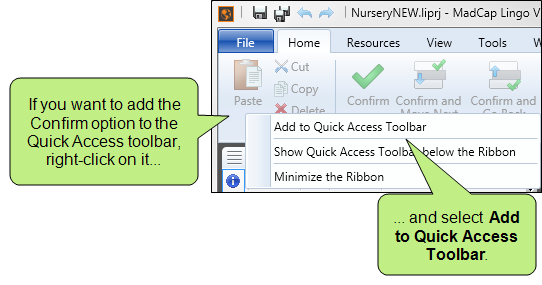 NurseryNEW.liprj - MadCap Lingo V
File Home Resources View Tools W
Cut
Copy
Delete
Paste
Confirm
Confirm and
Move Next
Confirm and
Go Back
Add to Quick Access Toolbar
Show Quick Access Toolbar below the Ribbon
Minimize the Ribbon
If you want to add the
Confirm option to the
Quick Access toolbar,
right-click on it...
... and select Add
to Quick Access
Toolbar.